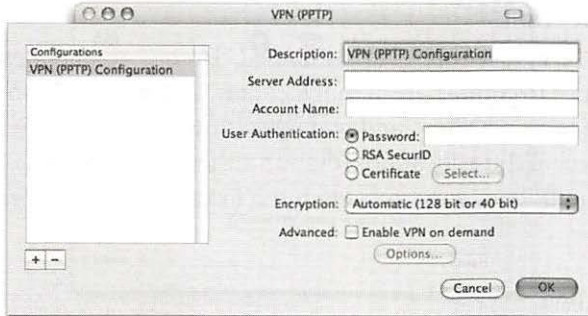 VPN (PPTP)
Configurations
VPN (PPTP) Configuration
Description: VPN (PPTP) Configuration
Server Address:
Account Name:
User Authentication: Password:
RSA SecurID
Certificate Select...
Encryption: Automatic (128 bit or 40 bit)
Advanced: Enable VPN on demand
Options...
+ -
Cancel OK